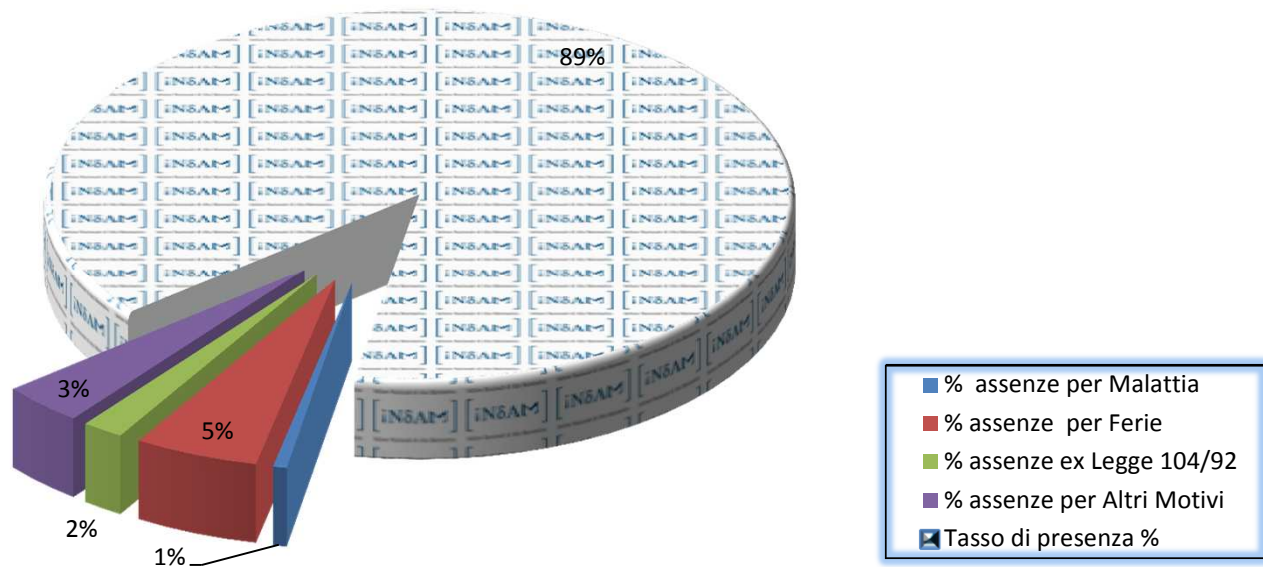 89%
3%
5%
2%
1%
% assenze per Malattia
% assenze per Ferie
% assenze ex Legge 104/92
% assenze per Altri Motivi
Tasso di presenza %
[iNδAM]